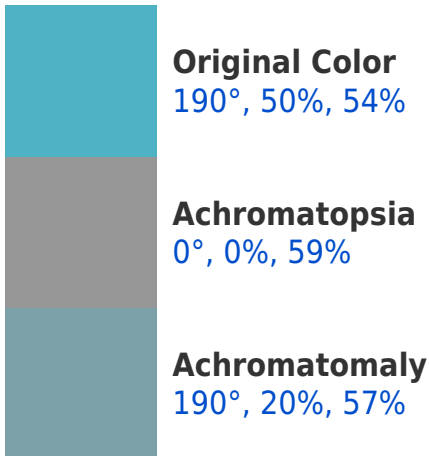 Original Color
190°, 50%, 54%
Achromatopsia
0°, 0%, 59%
Achromatomaly
190°, 20%, 57%